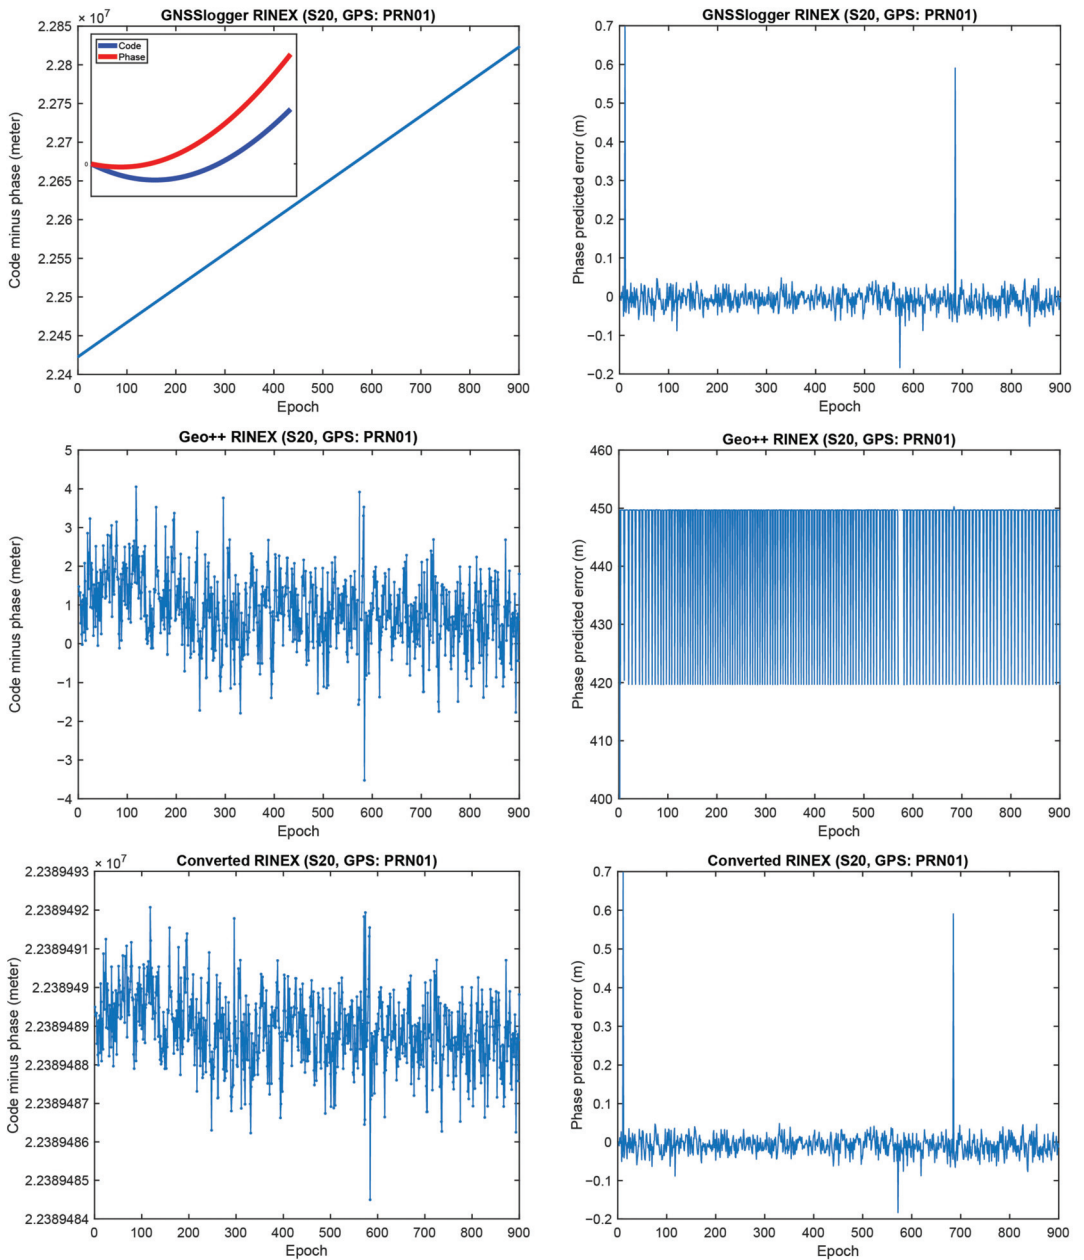 GNSSlogger RINEX (S20, GPS: PRN01)
× 10⁷
2.285
2.28
2.275
2.27
2.265
2.26
2.255
2.25
2.245
2.24
Code minus phase (meter)
Code
Phase
0
0 100 200 300 400 500 600 700 800 900
Epoch
GNSSlogger RINEX (S20, GPS: PRN01)
0.7
0.6
0.5
0.4
0.3
0.2
0.1
0
−0.1
−0.2
Phase predicted error (m)
0 100 200 300 400 500 600 700 800 900
Epoch
Geo++ RINEX (S20, GPS: PRN01)
5
4
3
2
1
0
−1
−2
−3
−4
Code minus phase (meter)
0 100 200 300 400 500 600 700 800 900
Epoch
Geo++ RINEX (S20, GPS: PRN01)
460
450
440
430
420
410
400
Phase predicted error (m)
0 100 200 300 400 500 600 700 800 900
Epoch
Converted RINEX (S20, GPS: PRN01)
× 10⁷
2.2389493
2.2389492
2.2389491
2.238949
2.2389489
2.2389488
2.2389487
2.2389486
2.2389485
2.2389484
Code minus phase (meter)
0 100 200 300 400 500 600 700 800 900
Epoch
Converted RINEX (S20, GPS: PRN01)
0.7
0.6
0.5
0.4
0.3
0.2
0.1
0
−0.1
−0.2
Phase predicted error (m)
0 100 200 300 400 500 600 700 800 900
Epoch